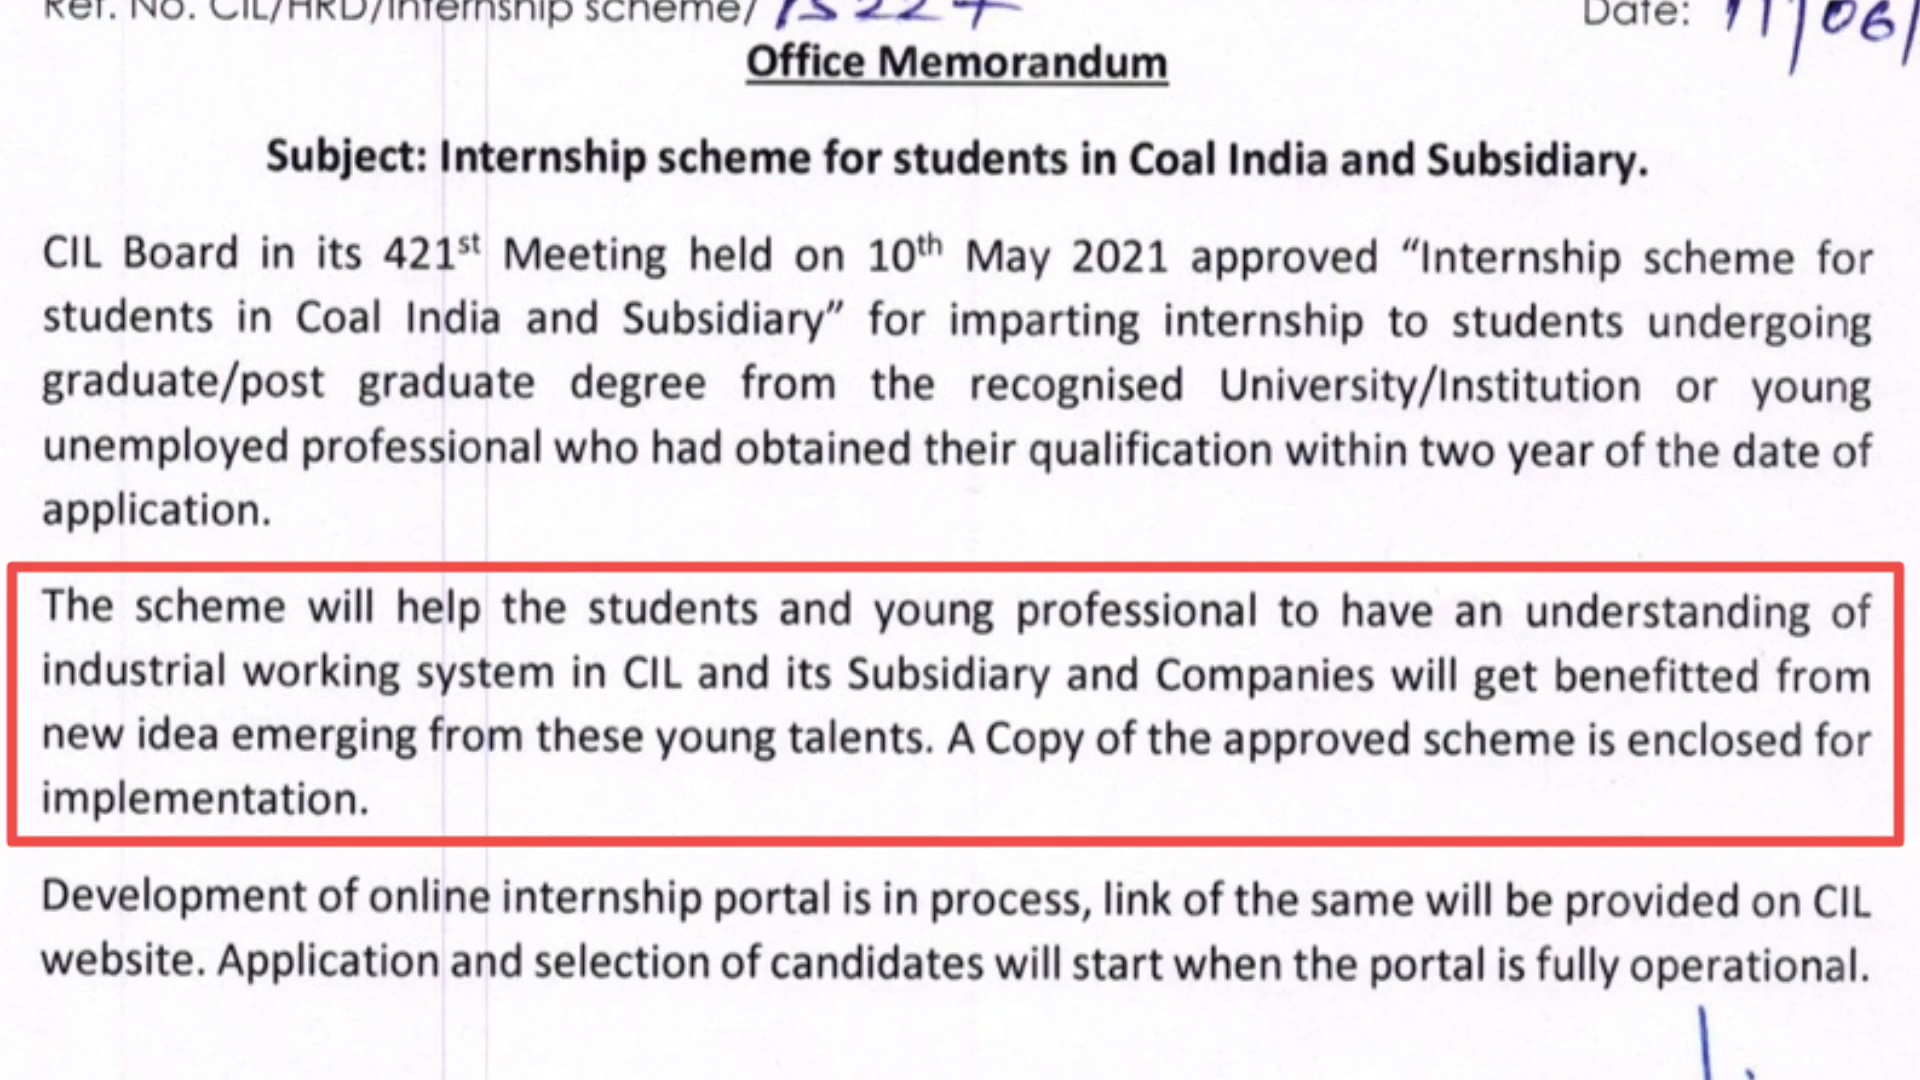 Ref. No. CIL/HRD/Internship scheme/
Date: 11/06/
Office Memorandum
Subject: Internship scheme for students in Coal India and Subsidiary.
CIL Board in its 421st Meeting held on 10th May 2021 approved “Internship scheme for
students in Coal India and Subsidiary” for imparting internship to students undergoing
graduate/post graduate degree from the recognised University/Institution or young
unemployed professional who had obtained their qualification within two year of the date of
application.
The scheme will help the students and young professional to have an understanding of
industrial working system in CIL and its Subsidiary and Companies will get benefitted from
new idea emerging from these young talents. A Copy of the approved scheme is enclosed for
implementation.
Development of online internship portal is in process, link of the same will be provided on CIL
website. Application and selection of candidates will start when the portal is fully operational.